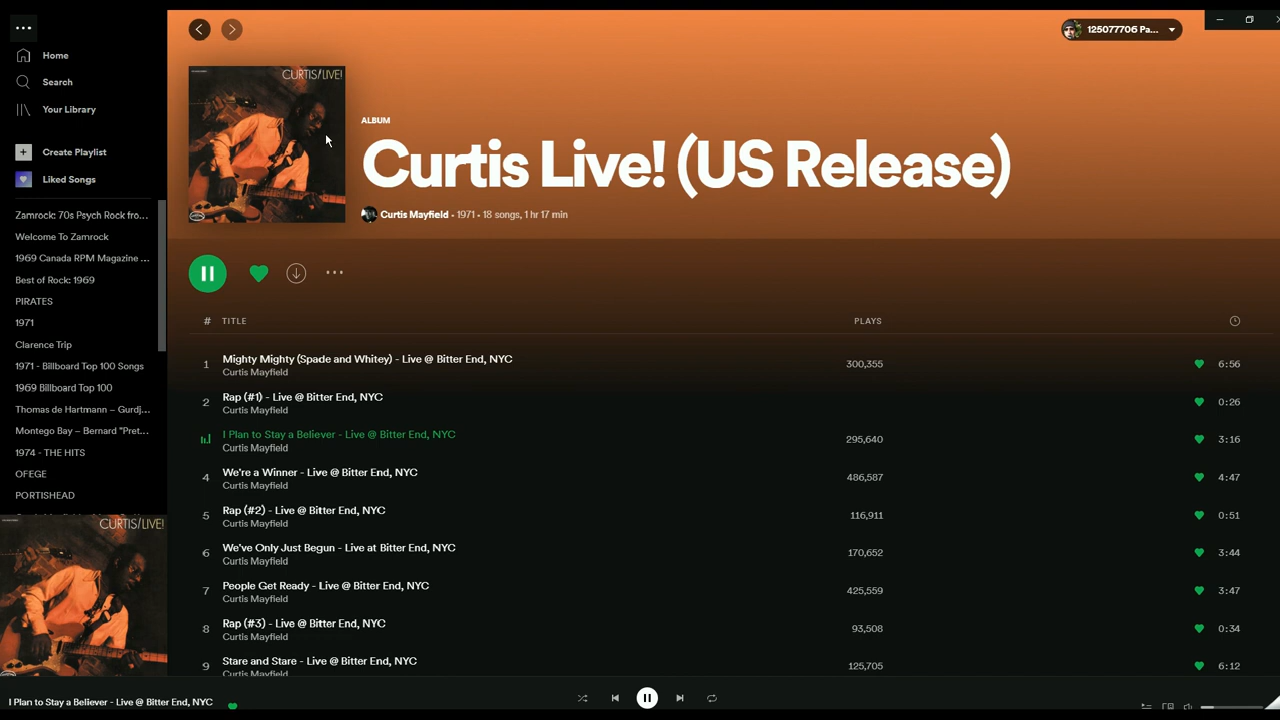 Home
Search
Your Library
Create Playlist
Liked Songs
Zamrock: 70s Psych Rock fro...
Welcome To Zamrock
1969 Canada RPM Magazine ...
Best of Rock: 1969
PIRATES
1971
Clarence Trip
1971 - Billboard Top 100 Songs
1969 Billboard Top 100
Thomas de Hartmann – Gurdj...
Montego Bay – Bernard "Pret...
1974 - THE HITS
OFEGE
PORTISHEAD
CURTIS/LIVE!
125077706 Pa...
CURTIS/LIVE!
ALBUM
Curtis Live! (US Release)
Curtis Mayfield • 1971 • 18 songs, 1 hr 17 min
# TITLE PLAYS
1 Mighty Mighty (Spade and Whitey) - Live @ Bitter End, NYC 300,355 6:56
Curtis Mayfield
2 Rap (#1) - Live @ Bitter End, NYC 116,911 0:26
Curtis Mayfield
I Plan to Stay a Believer - Live @ Bitter End, NYC 295,640 3:16
Curtis Mayfield
4 We're a Winner - Live @ Bitter End, NYC 486,587 4:47
Curtis Mayfield
5 Rap (#2) - Live @ Bitter End, NYC 116,911 0:51
Curtis Mayfield
6 We've Only Just Begun - Live at Bitter End, NYC 170,652 3:44
Curtis Mayfield
7 People Get Ready - Live @ Bitter End, NYC 425,559 3:47
Curtis Mayfield
8 Rap (#3) - Live @ Bitter End, NYC 93,508 0:34
Curtis Mayfield
9 Stare and Stare - Live @ Bitter End, NYC 125,705 6:12
Curtis Mayfield
I Plan to Stay a Believer - Live @ Bitter End, NYC